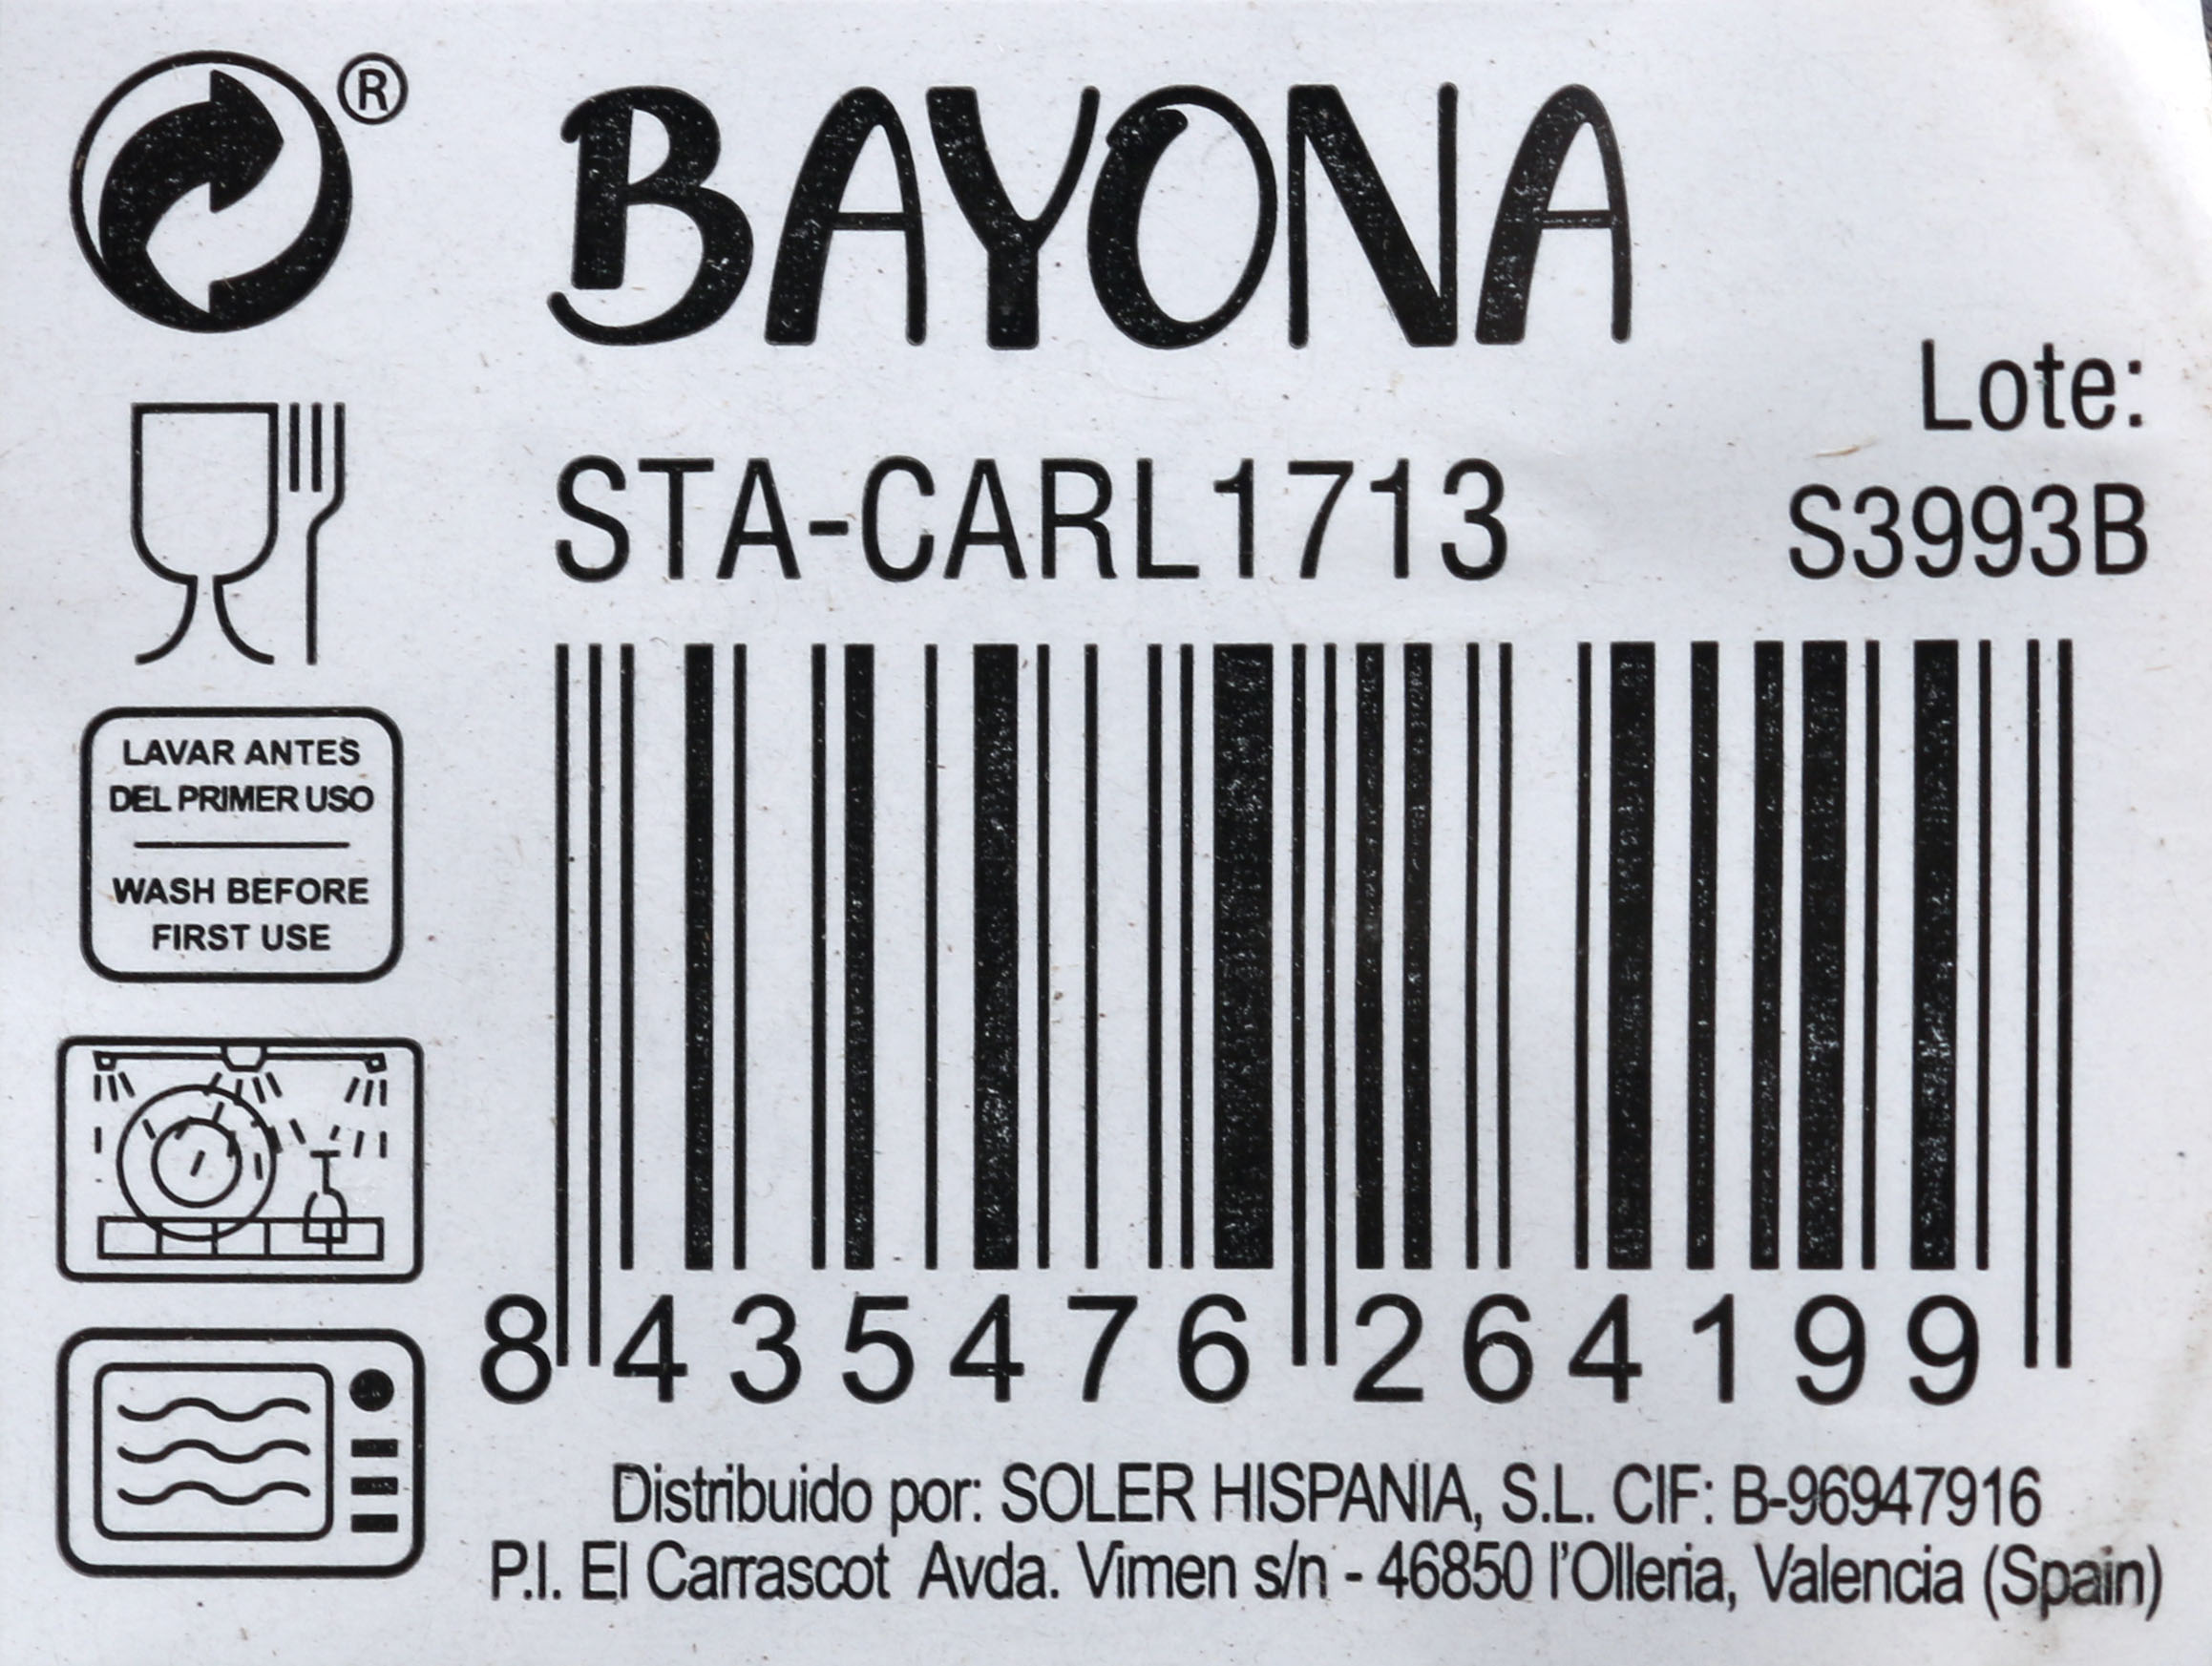 ®
BAYONA
Lote:
STA-CARL1713
S3993B
LAVAR ANTES
DEL PRIMER USO
WASH BEFORE
FIRST USE
8 435476 264199
Distribuido por: SOLER HISPANIA, S.L. CIF: B-96947916
P.I. El Carrascot Avda. Vimen s/n - 46850 l'Olleria, Valencia (Spain)